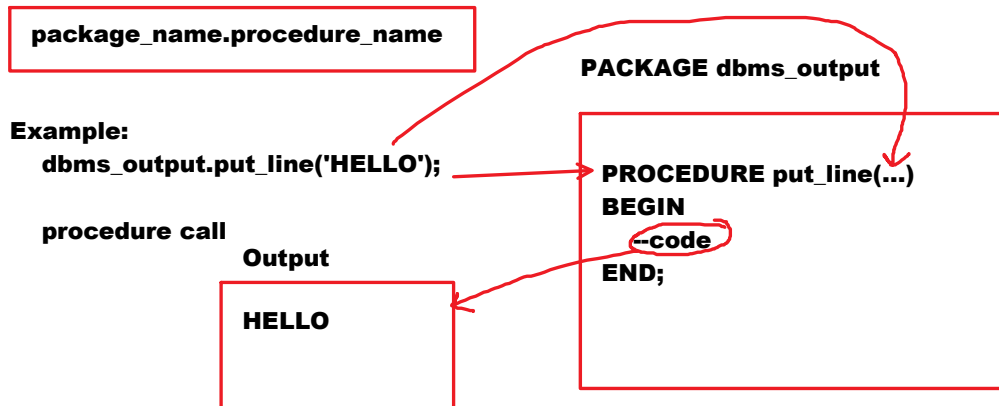 package_name.procedure_name
PACKAGE dbms_output
Example:
dbms_output.put_line('HELLO');
PROCEDURE put_line(...)
BEGIN
--code
END;
procedure call
Output
HELLO